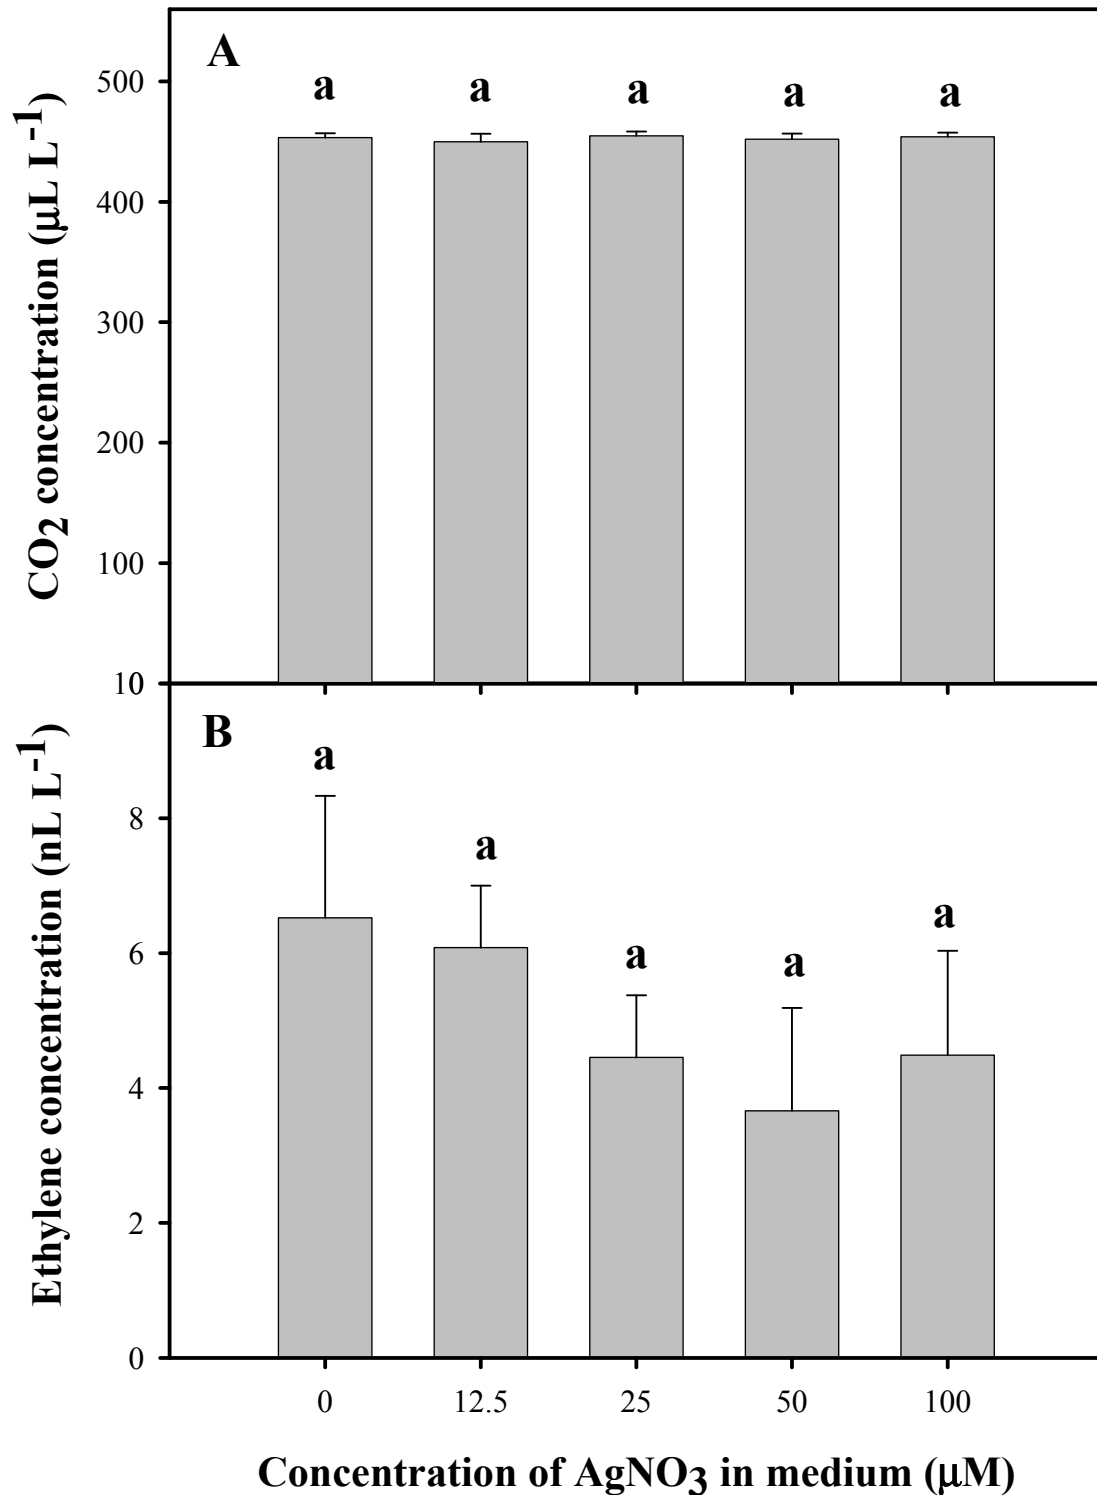 A
CO2 concentration (μL L-1)
500
400
300
200
100
a a a a a
B
Ethylene concentration (nL L-1)
10
8
6
4
2
0
a a a a a
0 12.5 25 50 100
Concentration of AgNO3 in medium (μM)